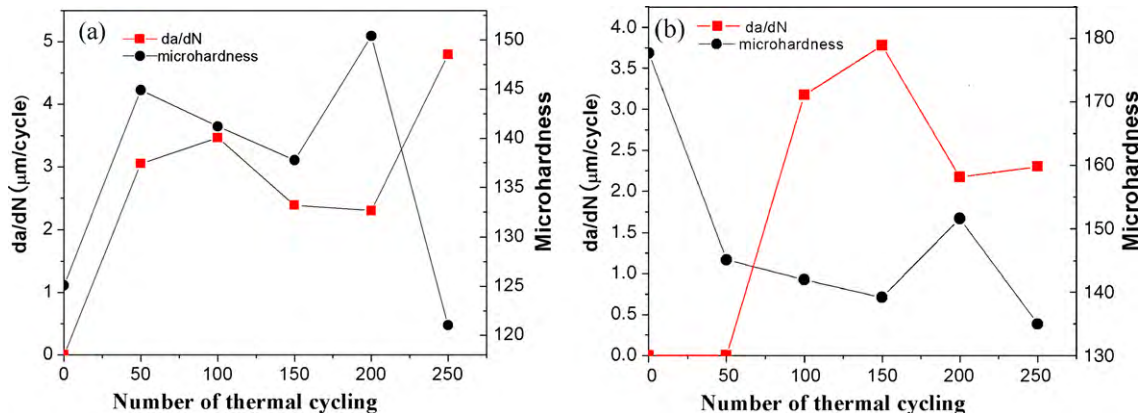 (a)
da/dN
microhardness
5
4
3
2
1
0
150
145
140
135
130
125
120
0 50 100 150 200 250
da/dN (μm/cycle)
Microhardness
Number of thermal cycling
(b)
da/dN
microhardness
4.0
3.5
3.0
2.5
2.0
1.5
1.0
0.5
0.0
180
170
160
150
140
130
0 50 100 150 200 250
da/dN (μm/cycle)
Microhardness
Number of thermal cycling